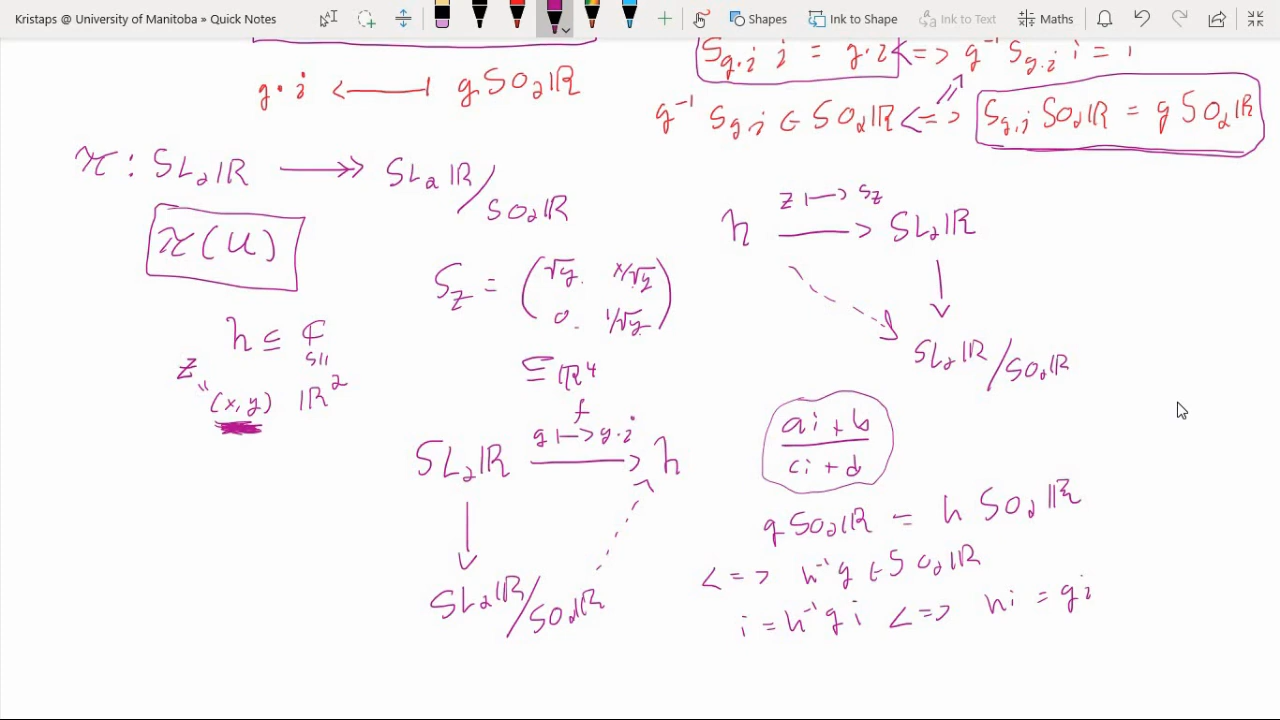 Kristaps @ University of Manitoba » Quick Notes
Shapes
Ink to Shape
Ink to Text
Maths
S_{g·i} i = g·i <=> g⁻¹ S_{g·i} i = i
g·i ⟵| g SO₂ℝ
g⁻¹ S_{g·i} ∈ SO₂ℝ <=> S_{g·i} SO₂ℝ = g SO₂ℝ
π : SL₂ℝ ↠ SL₂ℝ/SO₂ℝ
π(U)
h ⊆ ℂ
z = (x, y) ℝ²
S_z = ( √y x/√y
0 1/√y )
⊆ ℝ⁴
z ↦ s_z
h ⟶ SL₂ℝ
SL₂ℝ/SO₂ℝ
f
g ↦ g·i
SL₂ℝ ⟶ h
SL₂ℝ/SO₂ℝ
ai + b
ci + d
g SO₂ℝ = h SO₂ℝ
<=> h⁻¹ g ∈ SO₂ℝ
i = h⁻¹ g i <=> hi = gi